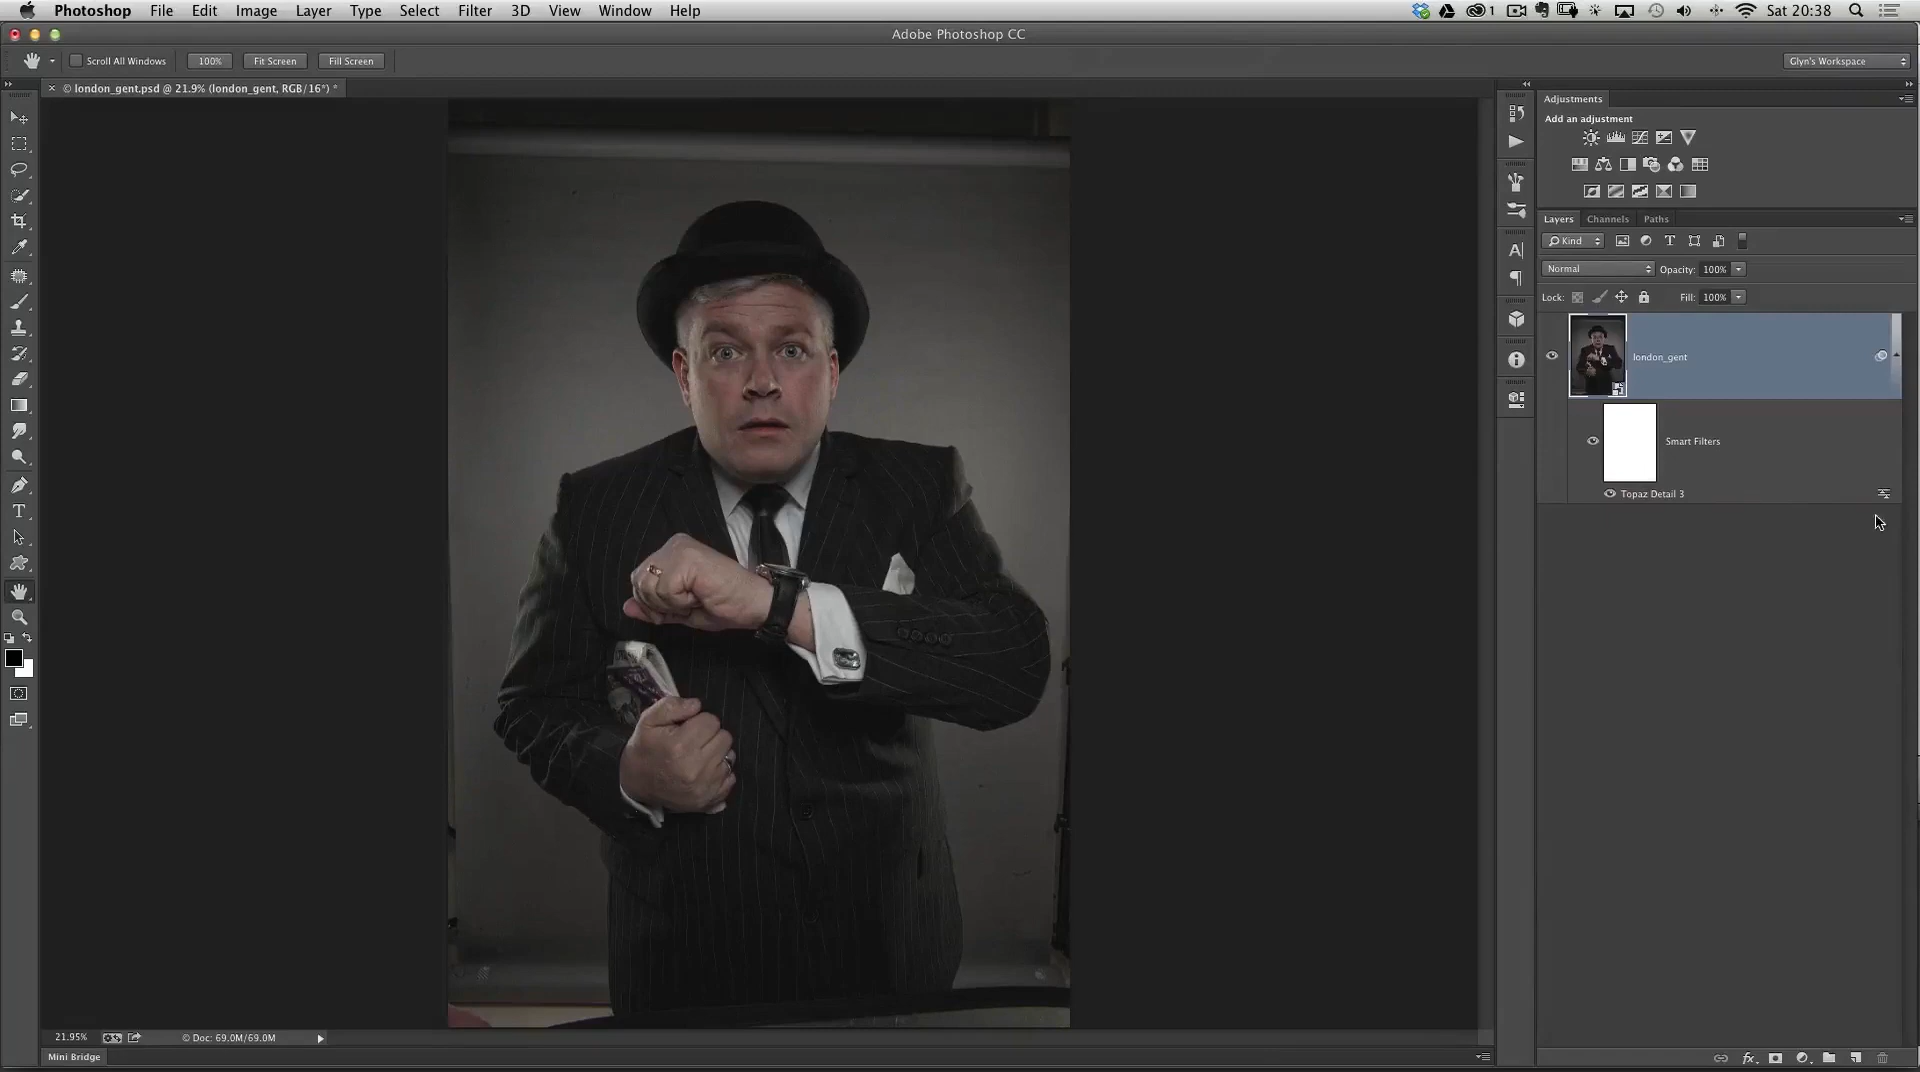 Photoshop File Edit Image Layer Type Select Filter 3D View Window Help
1
Sat 20:38
Adobe Photoshop CC
Scroll All Windows 100% Fit Screen Fill Screen
Glyn's Workspace
× © london_gent.psd @ 21.9% (london_gent, RGB/16*) *
Adjustments
Add an adjustment
Layers Channels Paths
Kind
Normal Opacity: 100%
Lock: Fill: 100%
london_gent
Smart Filters
Topaz Detail 3
21.95% © Doc: 69.0M/69.0M
Mini Bridge